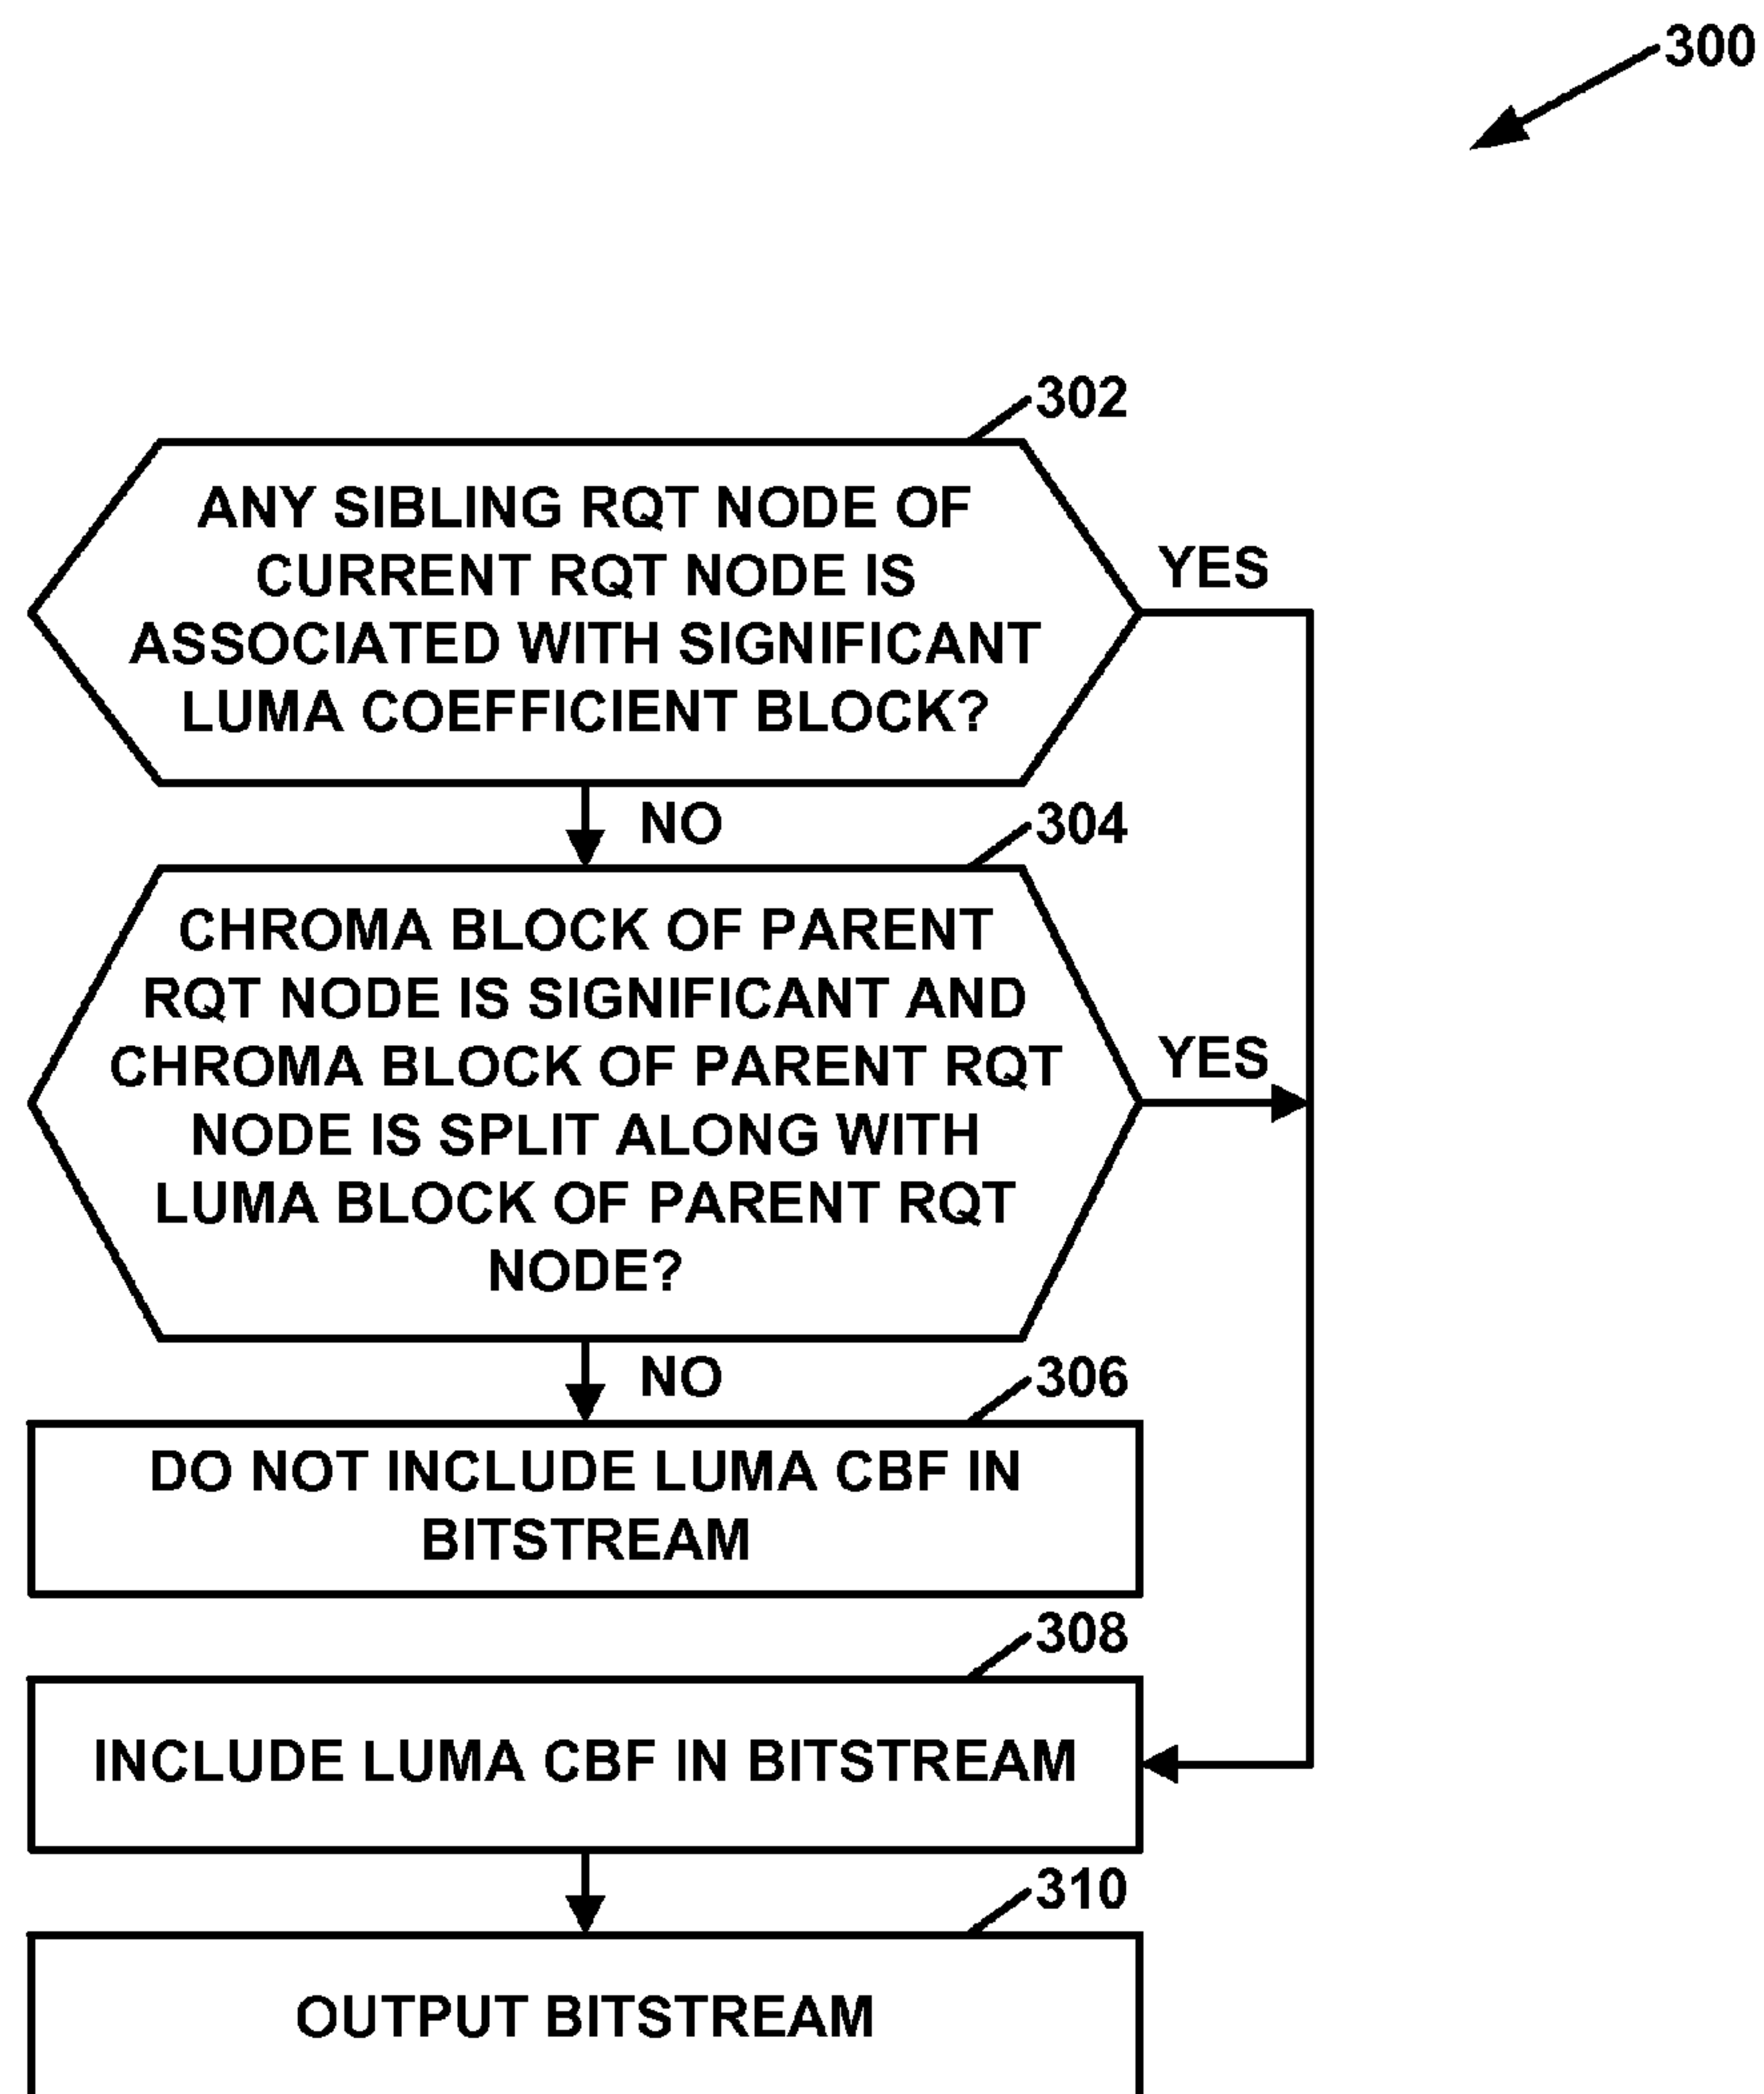 300
302
ANY SIBLING RQT NODE OF
CURRENT RQT NODE IS
ASSOCIATED WITH SIGNIFICANT
LUMA COEFFICIENT BLOCK?
YES
NO
304
CHROMA BLOCK OF PARENT
RQT NODE IS SIGNIFICANT AND
CHROMA BLOCK OF PARENT RQT
NODE IS SPLIT ALONG WITH
LUMA BLOCK OF PARENT RQT
NODE?
YES
NO
306
DO NOT INCLUDE LUMA CBF IN
BITSTREAM
308
INCLUDE LUMA CBF IN BITSTREAM
310
OUTPUT BITSTREAM